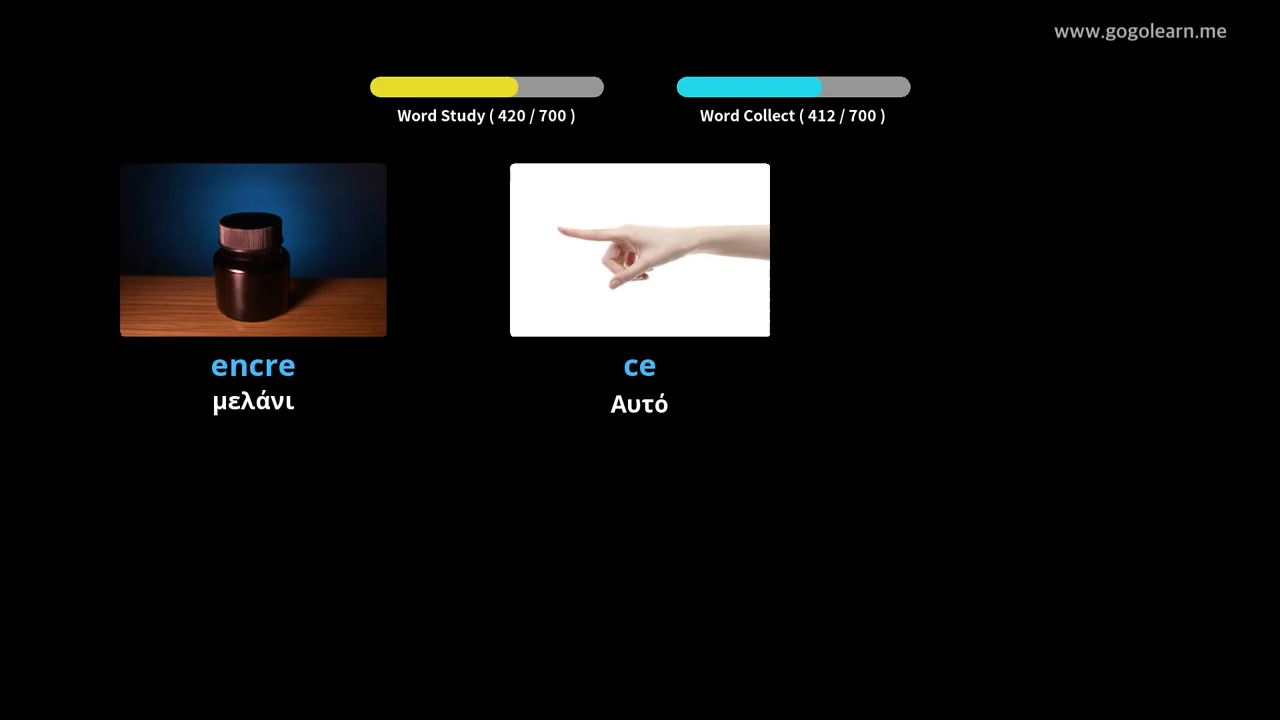 www.gogolearn.me
Word Study ( 420 / 700 )
Word Collect ( 412 / 700 )
encre
μελάνι
ce
Αυτό